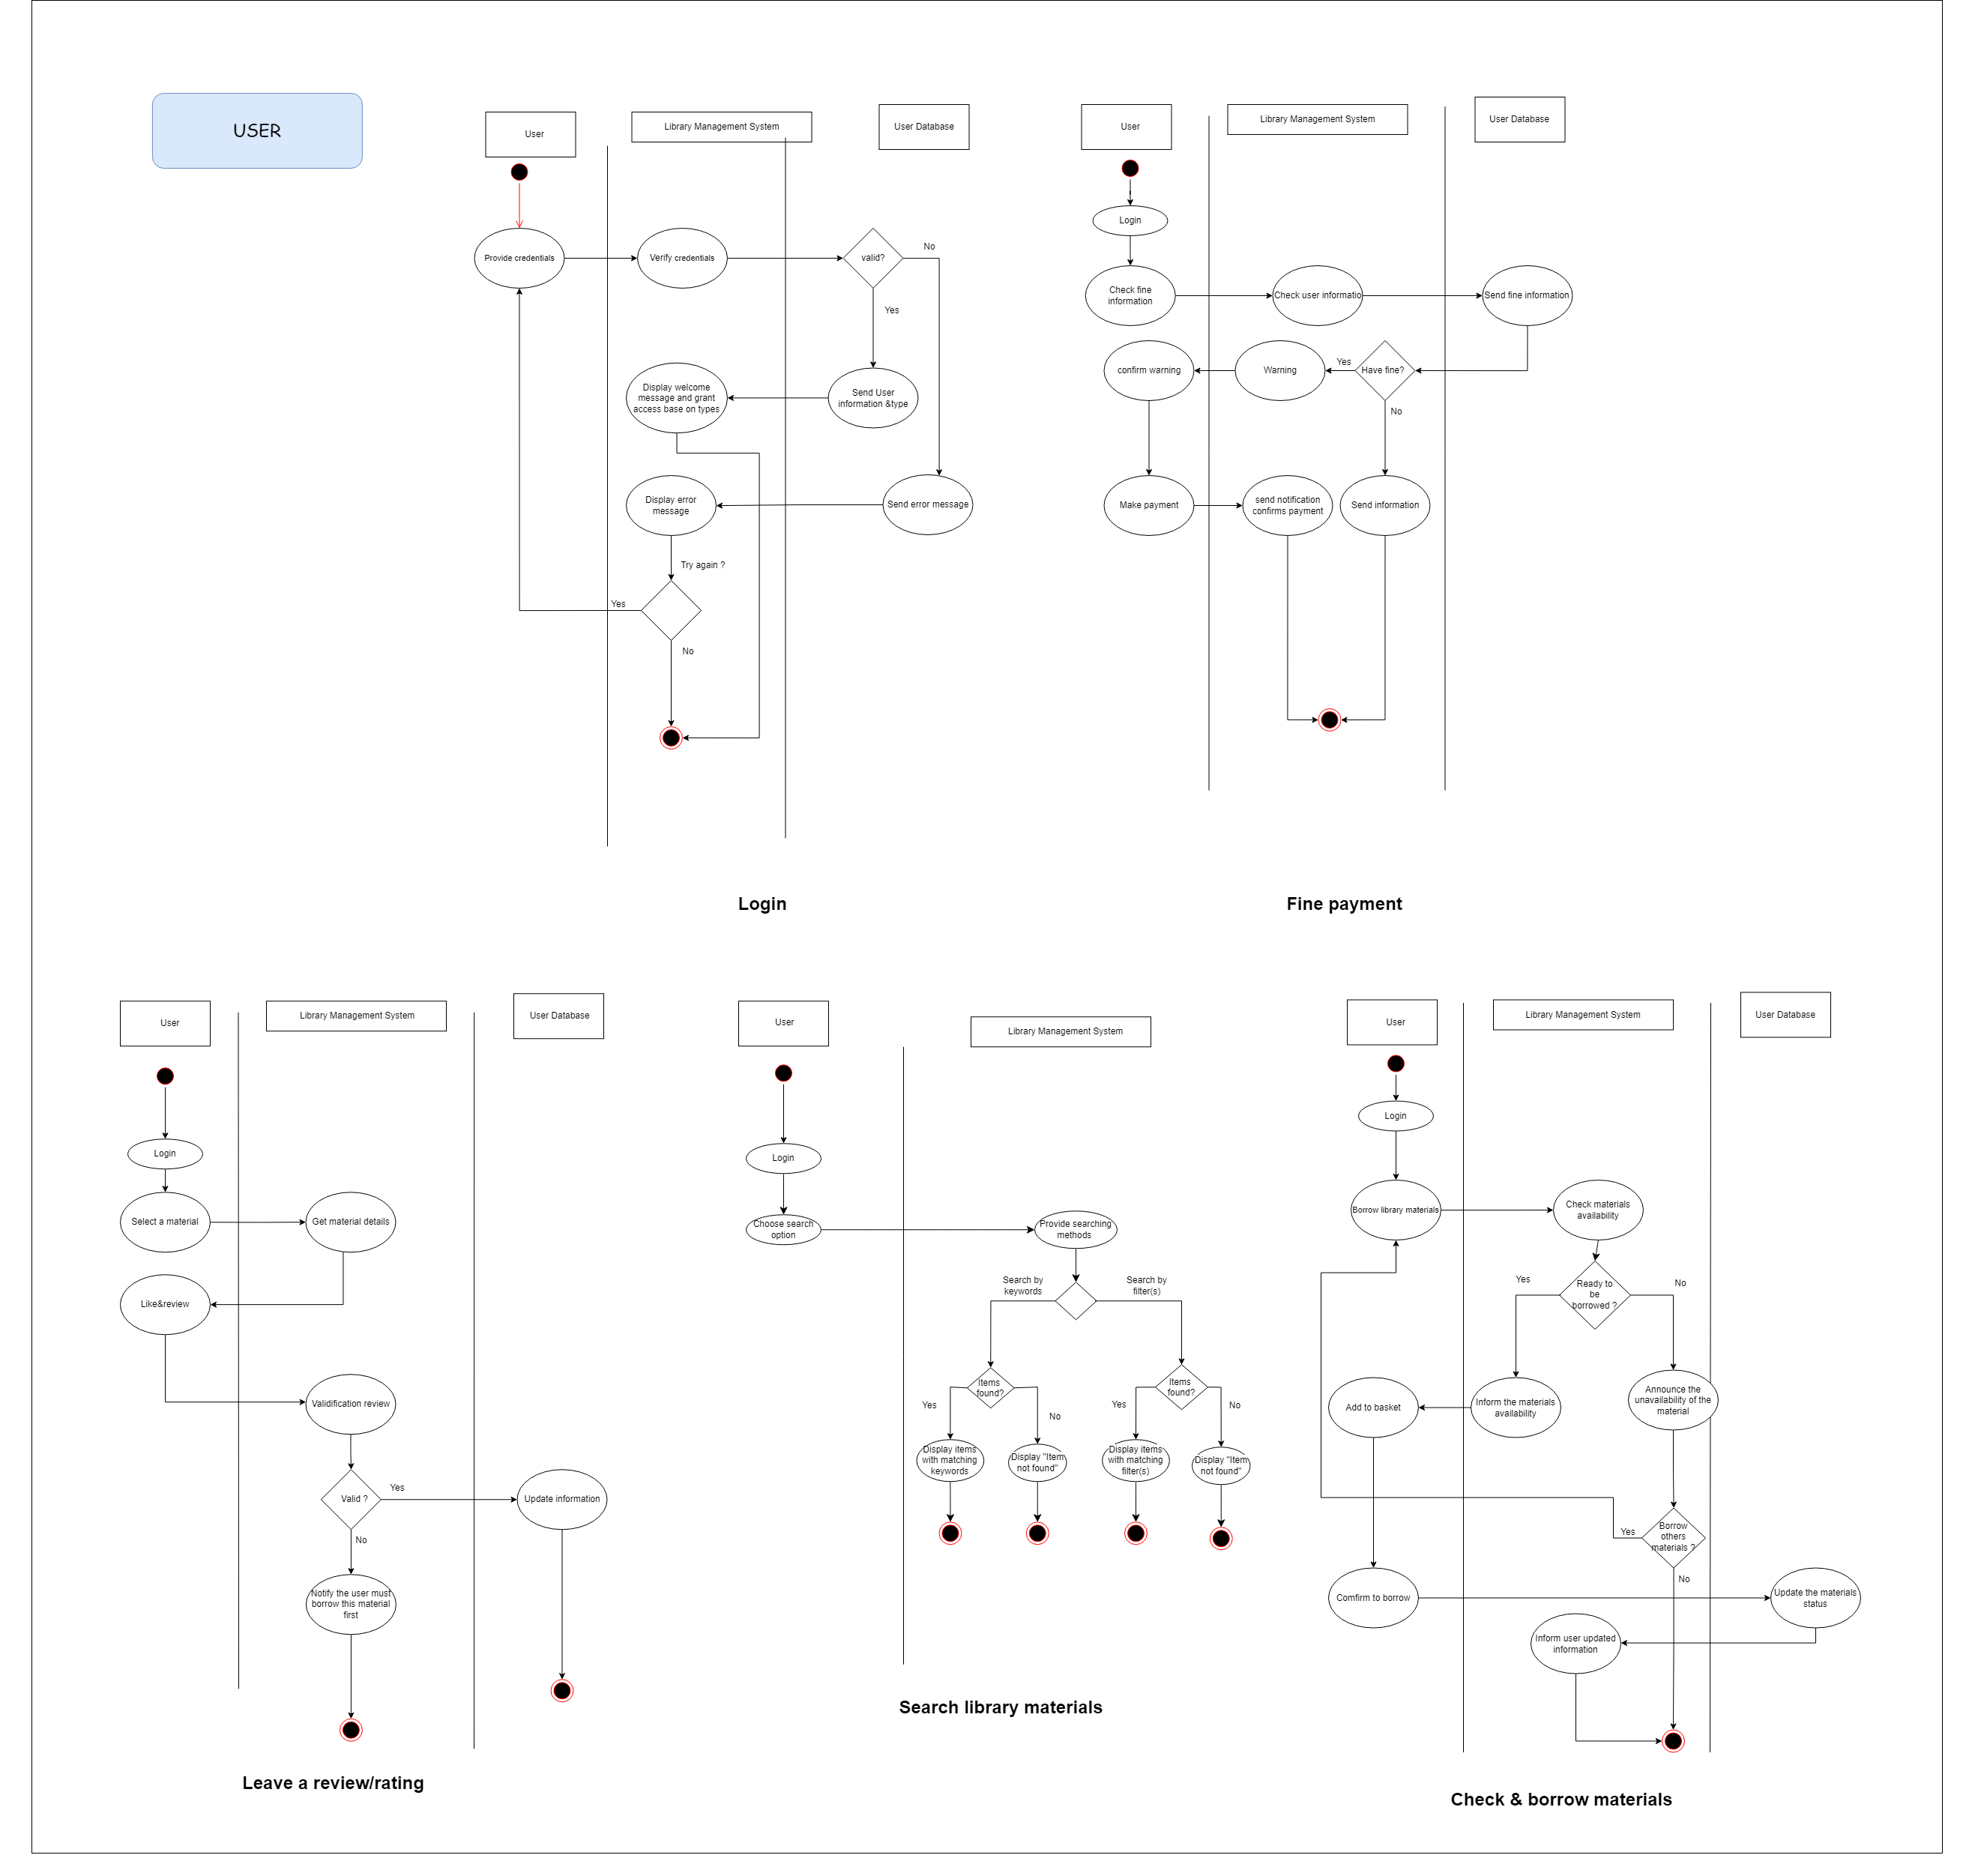 USER
User
Library Management System
User Database
Provide credentials
Verify credentials
valid?
No
Yes
Display welcome
message and grant
access base on types
Send User
information &type
Display error
message
Send error message
Try again ?
Yes
No
Login
User
Library Management System
User Database
Login
Check fine
information
Check user informatio
Send fine information
confirm warning
Warning
Yes
Have fine?
No
Make payment
send notification
confirms payment
Send information
Fine payment
User
Library Management System
User Database
Login
Select a material
Get material details
Like&review
Validification review
Valid ?
Yes
Update information
No
Notify the user must
borrow this material
first
Leave a review/rating
User
Library Management System
Login
Choose search
option
Provide searching
methods
Search by
keywords
Search by
filter(s)
Items
found?
Items
found?
Yes
No
Yes
No
Display items
with matching
keywords
Display "Item
not found"
Display items
with matching
filter(s)
Display "Item
not found"
Search library materials
User
Library Management System
User Database
Login
Borrow library materials
Check materials
availability
Yes
Ready to
be
borrowed ?
No
Add to basket
Inform the materials
availability
Announce the
unavailability of the
material
Yes
Borrow
others
materials ?
No
Comfirm to borrow
Update the materials
status
Inform user updated
information
Check & borrow materials